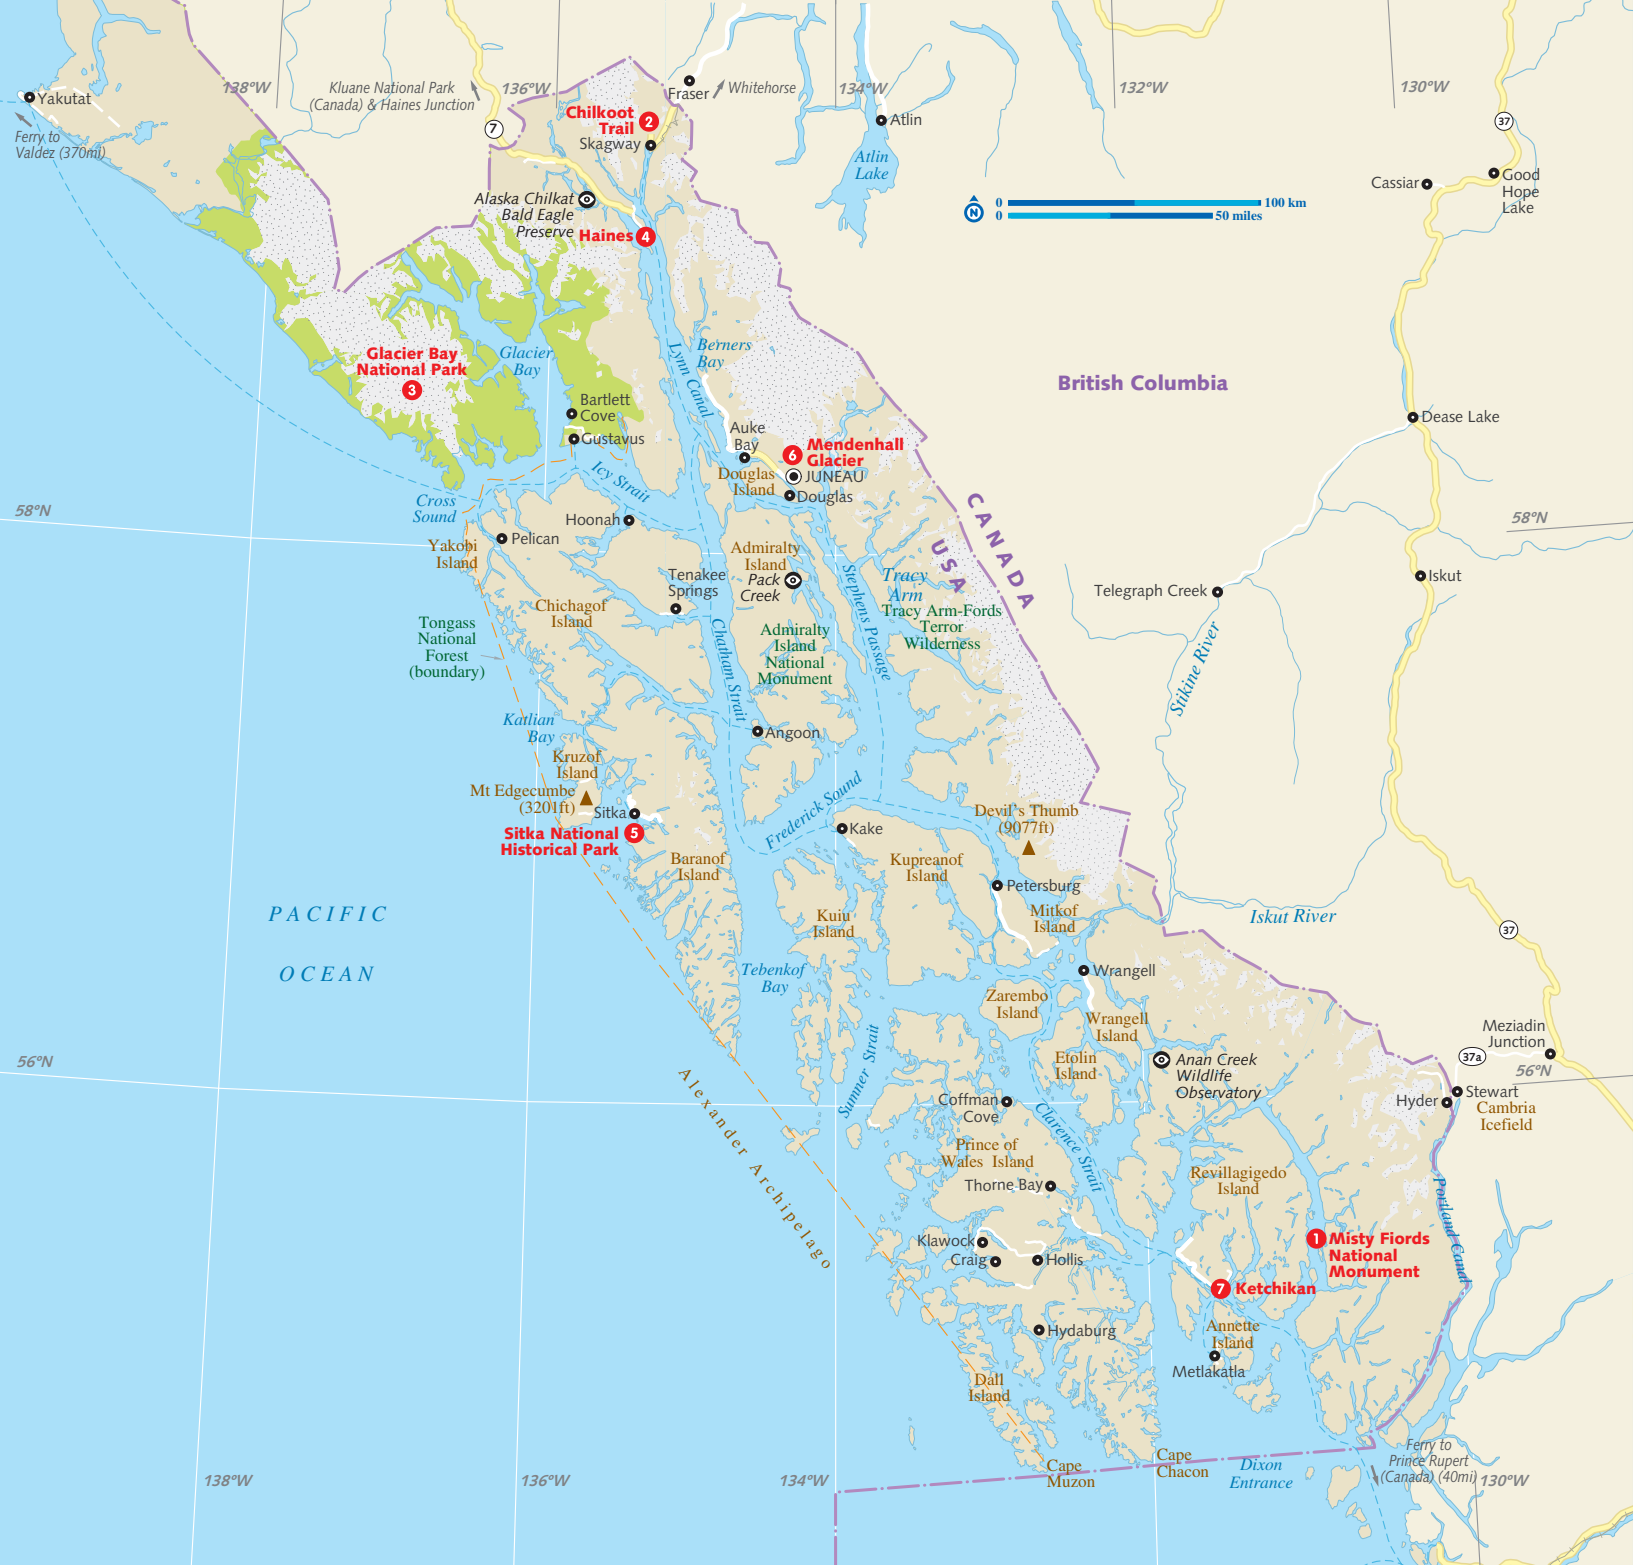 138°W
Kluane National Park
(Canada) & Haines Junction
136°W
Fraser
Whitehorse
134°W
132°W
130°W
Yakutat
Ferry to
Valdez (370mi)
7
Chilkoot
Trail
2
Skagway
Atlin
Atlin
Lake
37
Cassiar
Good
Hope
Lake
Alaska Chilkat
Bald Eagle
Preserve
Haines
4
N
0
100 km
0
50 miles
Glacier Bay
National Park
3
Glacier
Bay
Lynn Canal
Berners
Bay
British Columbia
Bartlett
Cove
Gustavus
Auke
Bay
6
Mendenhall
Glacier
JUNEAU
Douglas
Island
Douglas
Dease Lake
Icy Strait
Cross
Sound
58°N
Hoonah
Pelican
Yakobi
Island
CANADA
USA
58°N
Admiralty
Island
Pack
Creek
Tenakee
Springs
Stephens Passage
Tracy
Arm
Tracy Arm-Fords
Terror
Wilderness
Telegraph Creek
Iskut
Chichagof
Island
Tongass
National
Forest
(boundary)
Chatham Strait
Admiralty
Island
National
Monument
Stikine River
Katlian
Bay
Angoon
Kruzof
Island
Mt Edgecumbe
(3201ft)
Sitka
Sitka National
Historical Park
5
Frederick Sound
Kake
Devil's Thumb
(9077ft)
Baranof
Island
Kupreanof
Island
Petersburg
Mitkof
Island
Kuiu
Island
Iskut River
37
PACIFIC
OCEAN
Tebenkof
Bay
Wrangell
Zarembo
Island
Wrangell
Island
Etolin
Island
Anan Creek
Wildlife
Observatory
Meziadin
Junction
37a
56°N
56°N
Stewart
Hyder
Cambria
Icefield
Sumner Strait
Alexander Archipelago
Coffman
Cove
Clarence Strait
Prince of
Wales Island
Thorne Bay
Revillagigedo
Island
Portland Canal
Klawock
Craig
Hollis
1
Misty Fiords
National
Monument
7
Ketchikan
Hydaburg
Annette
Island
Metlakatla
Dall
Island
Cape
Muzon
Cape
Chacon
Dixon
Entrance
Ferry to
Prince Rupert
(Canada) (40mi)
138°W
136°W
134°W
130°W